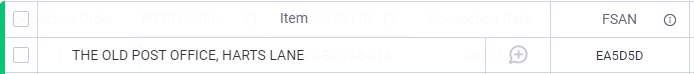 Item FSAN
THE OLD POST OFFICE, HARTS LANE EA5D5D